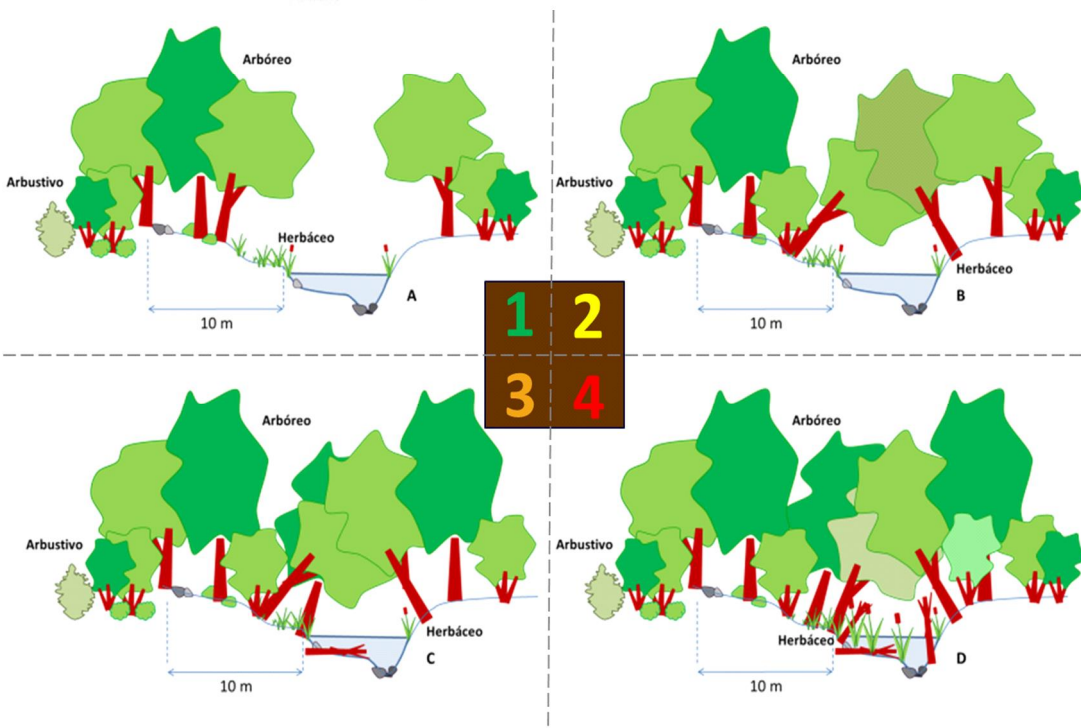 Arbóreo
Arbustivo
Herbáceo
A
10 m
Arbóreo
Arbustivo
Herbáceo
B
10 m
1 2
3 4
Arbóreo
Arbustivo
Herbáceo
C
10 m
Arbóreo
Arbustivo
Herbáceo
D
10 m